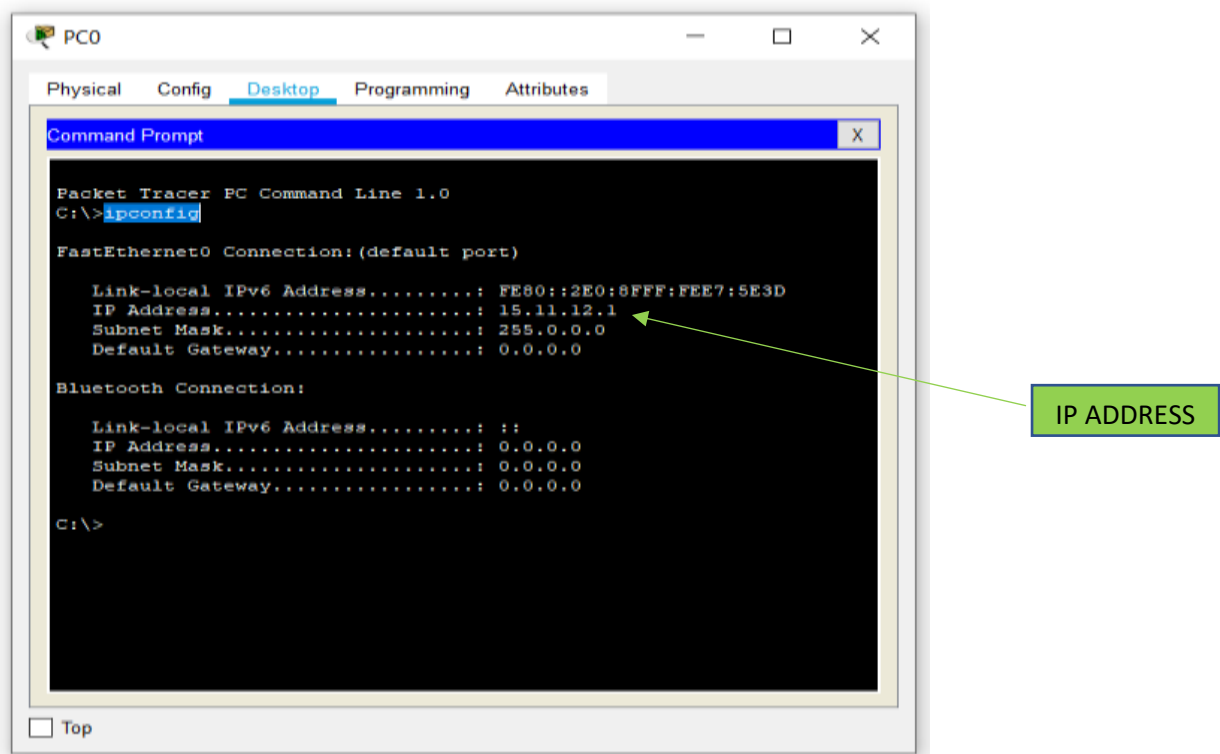 PC0
Physical Config Desktop Programming Attributes
Command Prompt
X
Packet Tracer PC Command Line 1.0
C:\>ipconfig
FastEthernet0 Connection:(default port)
Link-local IPv6 Address.........: FE80::2E0:8FFF:FEE7:5E3D
IP Address......................: 15.11.12.1
Subnet Mask.....................: 255.0.0.0
Default Gateway.................: 0.0.0.0
Bluetooth Connection:
Link-local IPv6 Address.........: ::
IP Address......................: 0.0.0.0
Subnet Mask.....................: 0.0.0.0
Default Gateway.................: 0.0.0.0
C:\>
IP ADDRESS
Top